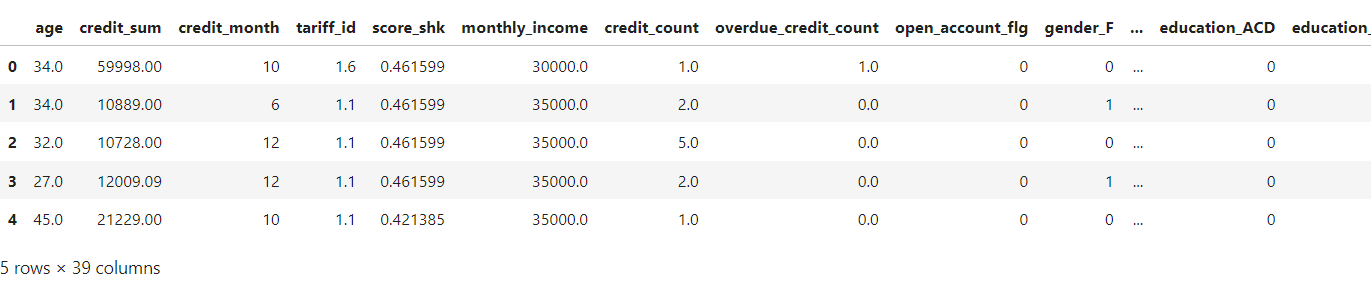 age credit_sum credit_month tariff_id score_shk monthly_income credit_count overdue_credit_count open_account_flg gender_F ... education_ACD education_
0 34.0 59998.00 10 1.6 0.461599 30000.0 1.0 1.0 0 0 ... 0
1 34.0 10889.00 6 1.1 0.461599 35000.0 2.0 0.0 0 1 ... 0
2 32.0 10728.00 12 1.1 0.461599 35000.0 5.0 0.0 0 0 ... 0
3 27.0 12009.09 12 1.1 0.461599 35000.0 2.0 0.0 0 1 ... 0
4 45.0 21229.00 10 1.1 0.421385 35000.0 1.0 0.0 0 0 ... 0
5 rows × 39 columns